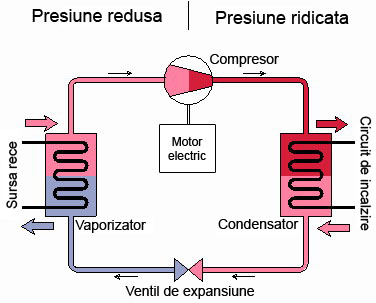 Presiune redusa
Presiune ridicata
Compresor
Motor
electric
Sursa rece
Circuit de incalzire
Vaporizator
Condensator
Ventil de expansiune